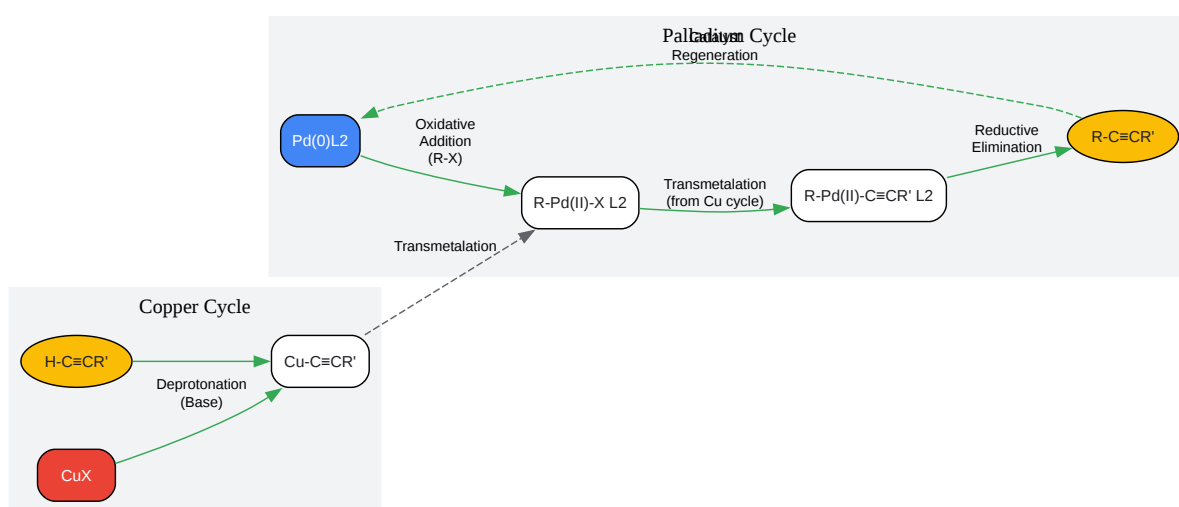 Palladium Cycle
Catalyst
Regeneration
Pd(0)L2
Oxidative
Addition
(R-X)
R-Pd(II)-X L2
Transmetalation
(from Cu cycle)
R-Pd(II)-C≡CR' L2
Reductive
Elimination
R-C≡CR'
Transmetalation
Copper Cycle
H-C≡CR'
Cu-C≡CR'
Deprotonation
(Base)
CuX